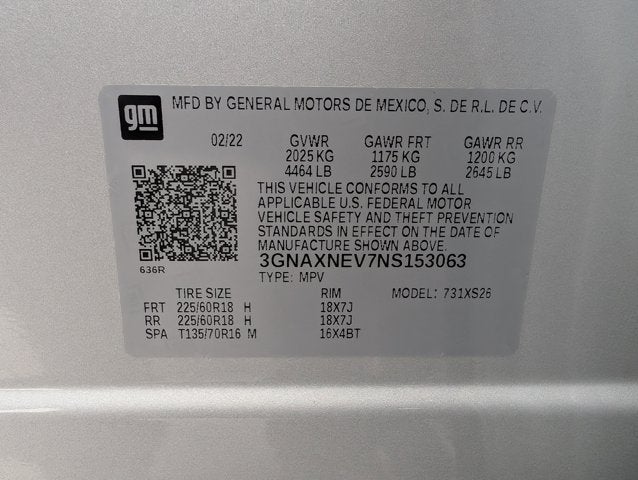 gm MFD BY GENERAL MOTORS DE MEXICO, S. DE R.L. DE C.V.
02/22 GVWR GAWR FRT GAWR RR
2025 KG 1175 KG 1200 KG
4464 LB 2590 LB 2645 LB
THIS VEHICLE CONFORMS TO ALL
APPLICABLE U.S. FEDERAL MOTOR
VEHICLE SAFETY AND THEFT PREVENTION
STANDARDS IN EFFECT ON THE DATE OF
MANUFACTURE SHOWN ABOVE.
636R 3GNAXNEV7NS153063
TYPE: MPV
TIRE SIZE RIM MODEL: 731XS26
FRT 225/60R18 H 18X7J
RR 225/60R18 H 18X7J
SPA T135/70R16 M 16X4BT